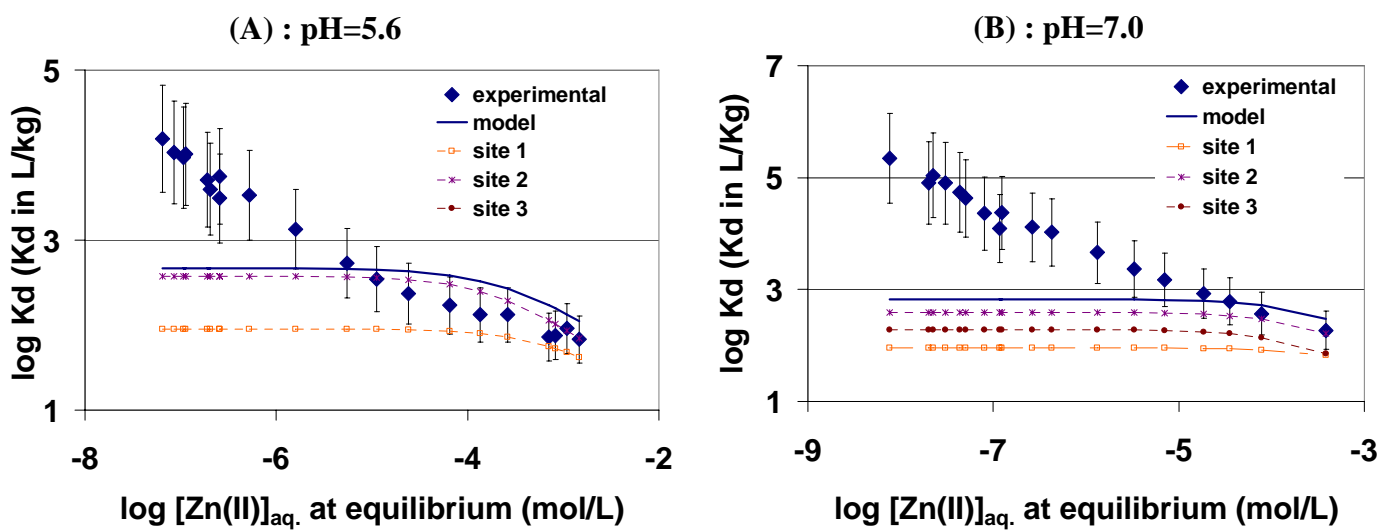 (A) : pH=5.6
5
3
1
log Kd (Kd in L/kg)
experimental
model
site 1
site 2
site 3
-8
-6
-4
-2
log [Zn(II)]aq. at equilibrium (mol/L)
(B) : pH=7.0
7
5
3
1
log Kd (Kd in L/Kg)
experimental
model
site 1
site 2
site 3
-9
-7
-5
-3
log [Zn(II)]aq. at equilibrium (mol/L)